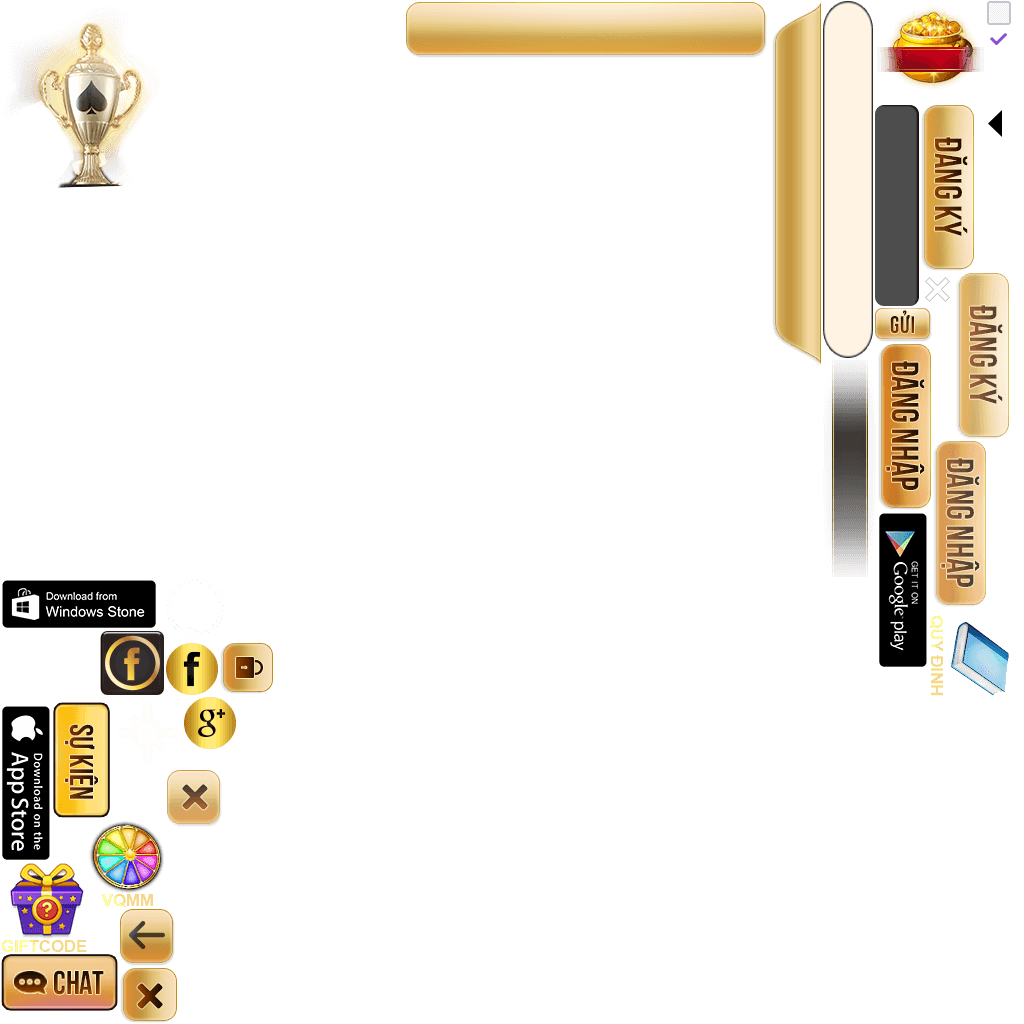 ĐĂNG KÝ
ĐĂNG KÝ
GỬI
ĐĂNG NHẬP
ĐĂNG NHẬP
GET IT ON
Google play
QUY ĐỊNH
Download from
Windows Stone
f
f
g+
SỰ KIỆN
Download on the
App Store
VQMM
?
GIFTCODE
CHAT